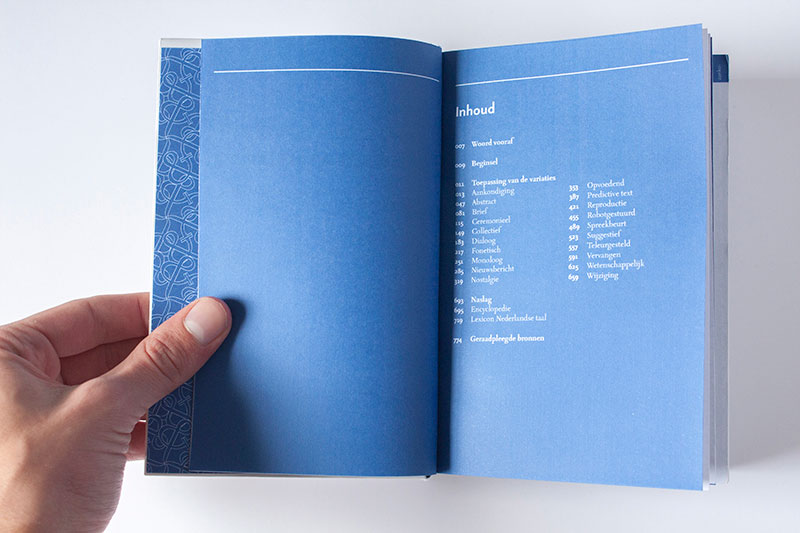 Inhoud
007 Woord vooraf
009 Beginsel
011 Toepassing van de variaties
013 Aankondiging
047 Abstract
081 Brief
115 Ceremonieel
149 Collectief
183 Dialoog
217 Fonetisch
251 Monoloog
285 Nieuwsbericht
319 Nostalgie
353 Opvoedend
387 Predictive text
421 Reproductie
455 Robotgestuurd
489 Spreekbeurt
523 Suggestief
557 Teleurgesteld
591 Vervangen
625 Wetenschappelijk
659 Wijziging
693 Naslag
695 Encyclopedie
719 Lexicon Nederlandse taal
774 Geraadpleegde bronnen